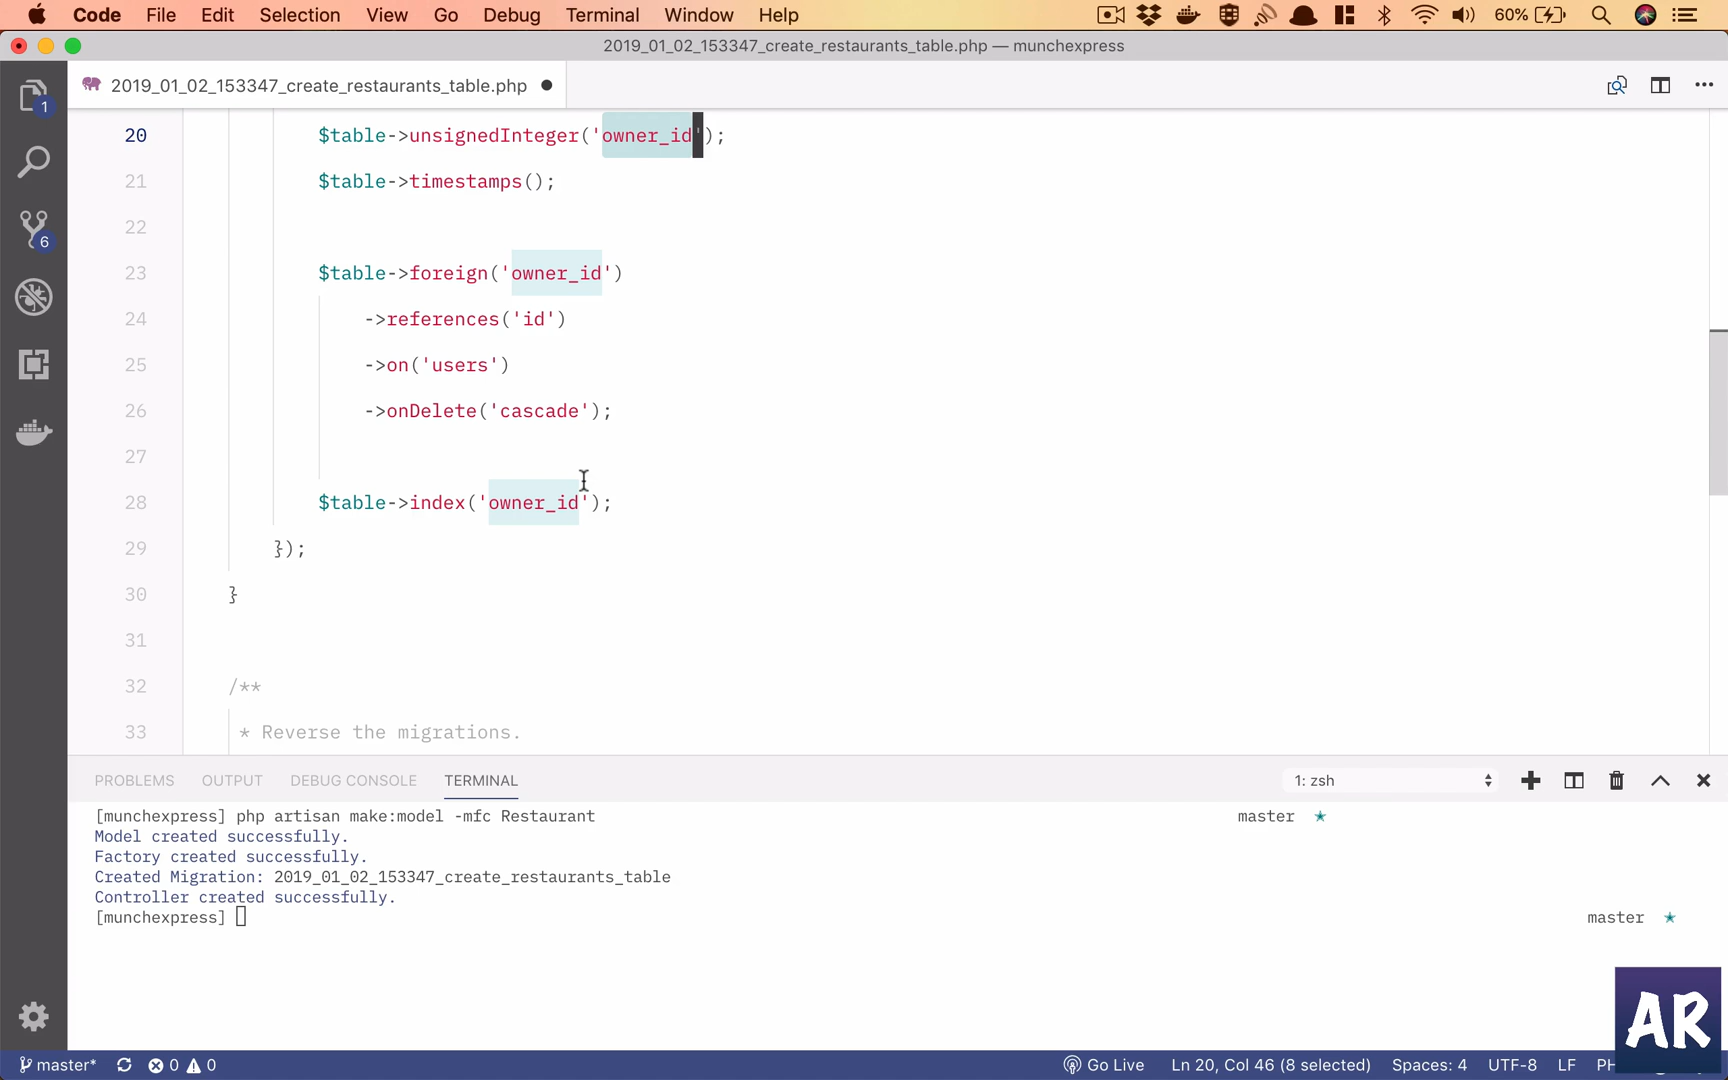 Code File Edit Selection View Go Debug Terminal Window Help 60%
2019_01_02_153347_create_restaurants_table.php — munchexpress
2019_01_02_153347_create_restaurants_table.php
1
6
20 $table->unsignedInteger('owner_id');
21 $table->timestamps();
22
23 $table->foreign('owner_id')
24 ->references('id')
25 ->on('users')
26 ->onDelete('cascade');
27
28 $table->index('owner_id');
29 });
30 }
31
32 /**
33 * Reverse the migrations.
PROBLEMS OUTPUT DEBUG CONSOLE TERMINAL 1: zsh
[munchexpress] php artisan make:model -mfc Restaurant master
Model created successfully.
Factory created successfully.
Created Migration: 2019_01_02_153347_create_restaurants_table
Controller created successfully.
[munchexpress] master
AR
master* 0 0 Go Live Ln 20, Col 46 (8 selected) Spaces: 4 UTF-8 LF